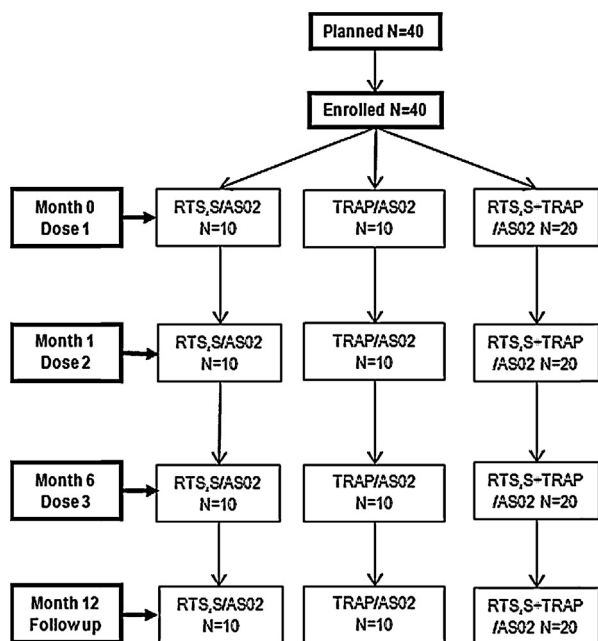 Planned N=40
Enrolled N=40
Month 0
Dose 1
RTS,S/AS02
N=10
TRAP/AS02
N=10
RTS,S+TRAP
/AS02 N=20
Month 1
Dose 2
RTS,S/AS02
N=10
TRAP/AS02
N=10
RTS,S+TRAP
/AS02 N=20
Month 6
Dose 3
RTS,S/AS02
N=10
TRAP/AS02
N=10
RTS,S+TRAP
/AS02 N=20
Month 12
Follow up
RTS,S/AS02
N=10
TRAP/AS02
N=10
RTS,S+TRAP
/AS02 N=20